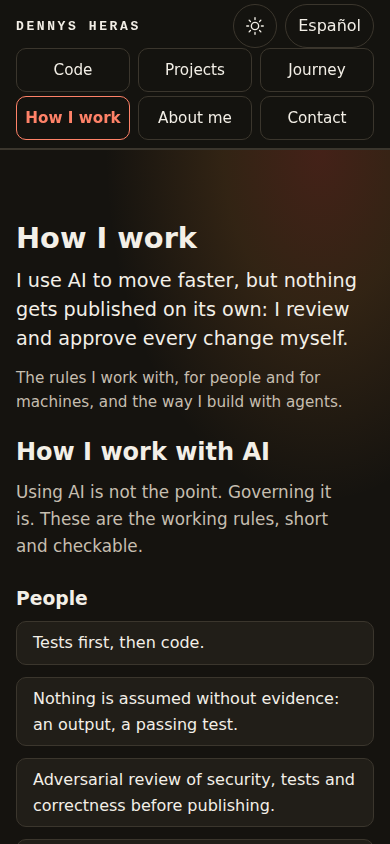 DENNYS HERAS
Español
Code
Projects
Journey
How I work
About me
Contact
How I work
I use AI to move faster, but nothing
gets published on its own: I review
and approve every change myself.
The rules I work with, for people and for
machines, and the way I build with agents.
How I work with AI
Using AI is not the point. Governing it
is. These are the working rules, short
and checkable.
People
Tests first, then code.
Nothing is assumed without evidence:
an output, a passing test.
Adversarial review of security, tests and
correctness before publishing.